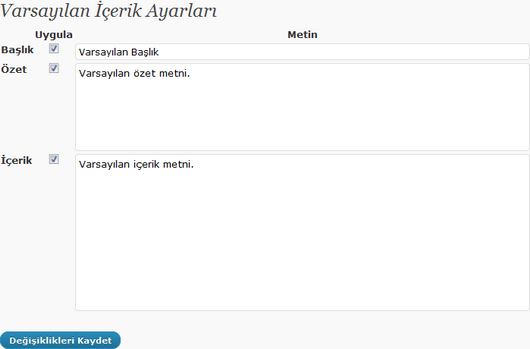 Varsayılan İçerik Ayarları
Uygula Metin
Başlık Varsayılan Başlık
Özet Varsayılan özet metni.
İçerik Varsayılan içerik metni.
Değişiklikleri Kaydet